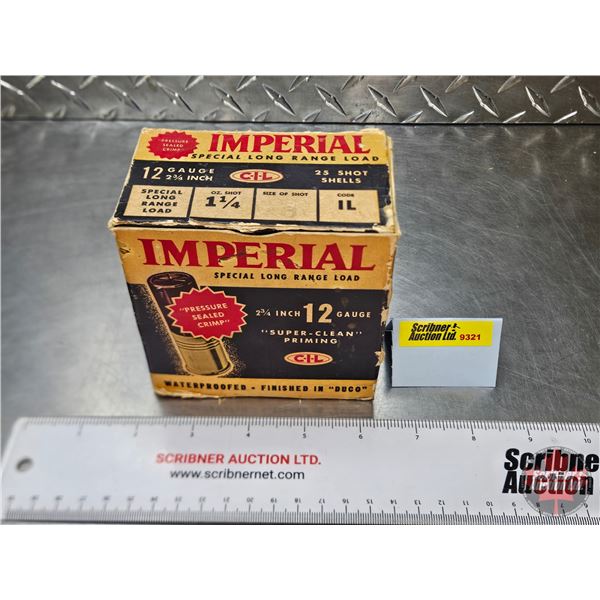 "PRESSURE
SEALED
CRIMP"
IMPERIAL
SPECIAL LONG RANGE LOAD
12 GAUGE
2¾ INCH
C-I-L
25 SHOT
SHELLS
SPECIAL
LONG
RANGE
LOAD
OZ. SHOT
1¼
SIZE OF SHOT
CODE
IL
IMPERIAL
SPECIAL LONG RANGE LOAD
"PRESSURE
SEALED
CRIMP"
2¾ INCH 12 GAUGE
"SUPER-CLEAN"
PRIMING
C-I-L
WATERPROOFED - FINISHED IN "DUCO"
Scribner
Auction Ltd. 9321
SCRIBNER AUCTION LTD.
www.scribnernet.com
Scribne
Auction